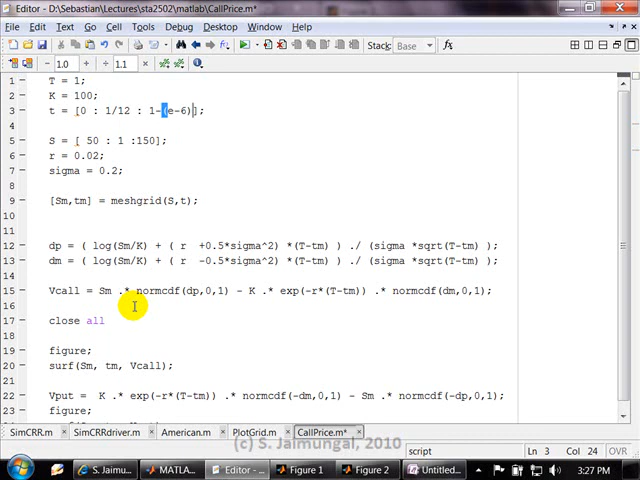 Editor - D:\Sebastian\Lectures\sta2502\matlab\CallPrice.m*
File Edit Text Go Cell Tools Debug Desktop Window Help
Stack: Base
1.0 1.1
1 T = 1;
2 K = 100;
3 t = [0 : 1/12 : 1-(e-6)];
4
5 S = [ 50 : 1 :150];
6 r = 0.02;
7 sigma = 0.2;
8
9 [Sm,tm] = meshgrid(S,t);
10
11
12 dp = ( log(Sm/K) + ( r +0.5*sigma^2) *(T-tm) ) ./ (sigma *sqrt(T-tm) );
13 dm = ( log(Sm/K) + ( r -0.5*sigma^2) *(T-tm) ) ./ (sigma *sqrt(T-tm) );
14
15 Vcall = Sm .* normcdf(dp,0,1) - K .* exp(-r*(T-tm)) .* normcdf(dm,0,1);
16
17 close all
18
19 figure;
20 surf(Sm, tm, Vcall);
21
22 Vput = K .* exp(-r*(T-tm)) .* normcdf(-dm,0,1) - Sm .* normcdf(-dp,0,1);
23 figure;
SimCRR.m SimCRRdriver.m American.m PlotGrid.m CallPrice.m*
(c) S. Jaimungal, 2010
script Ln 3 Col 24 OVR
S. Jaimu... MATLA... Editor - ... Figure 1 Figure 2 Untitled... 3:27 PM